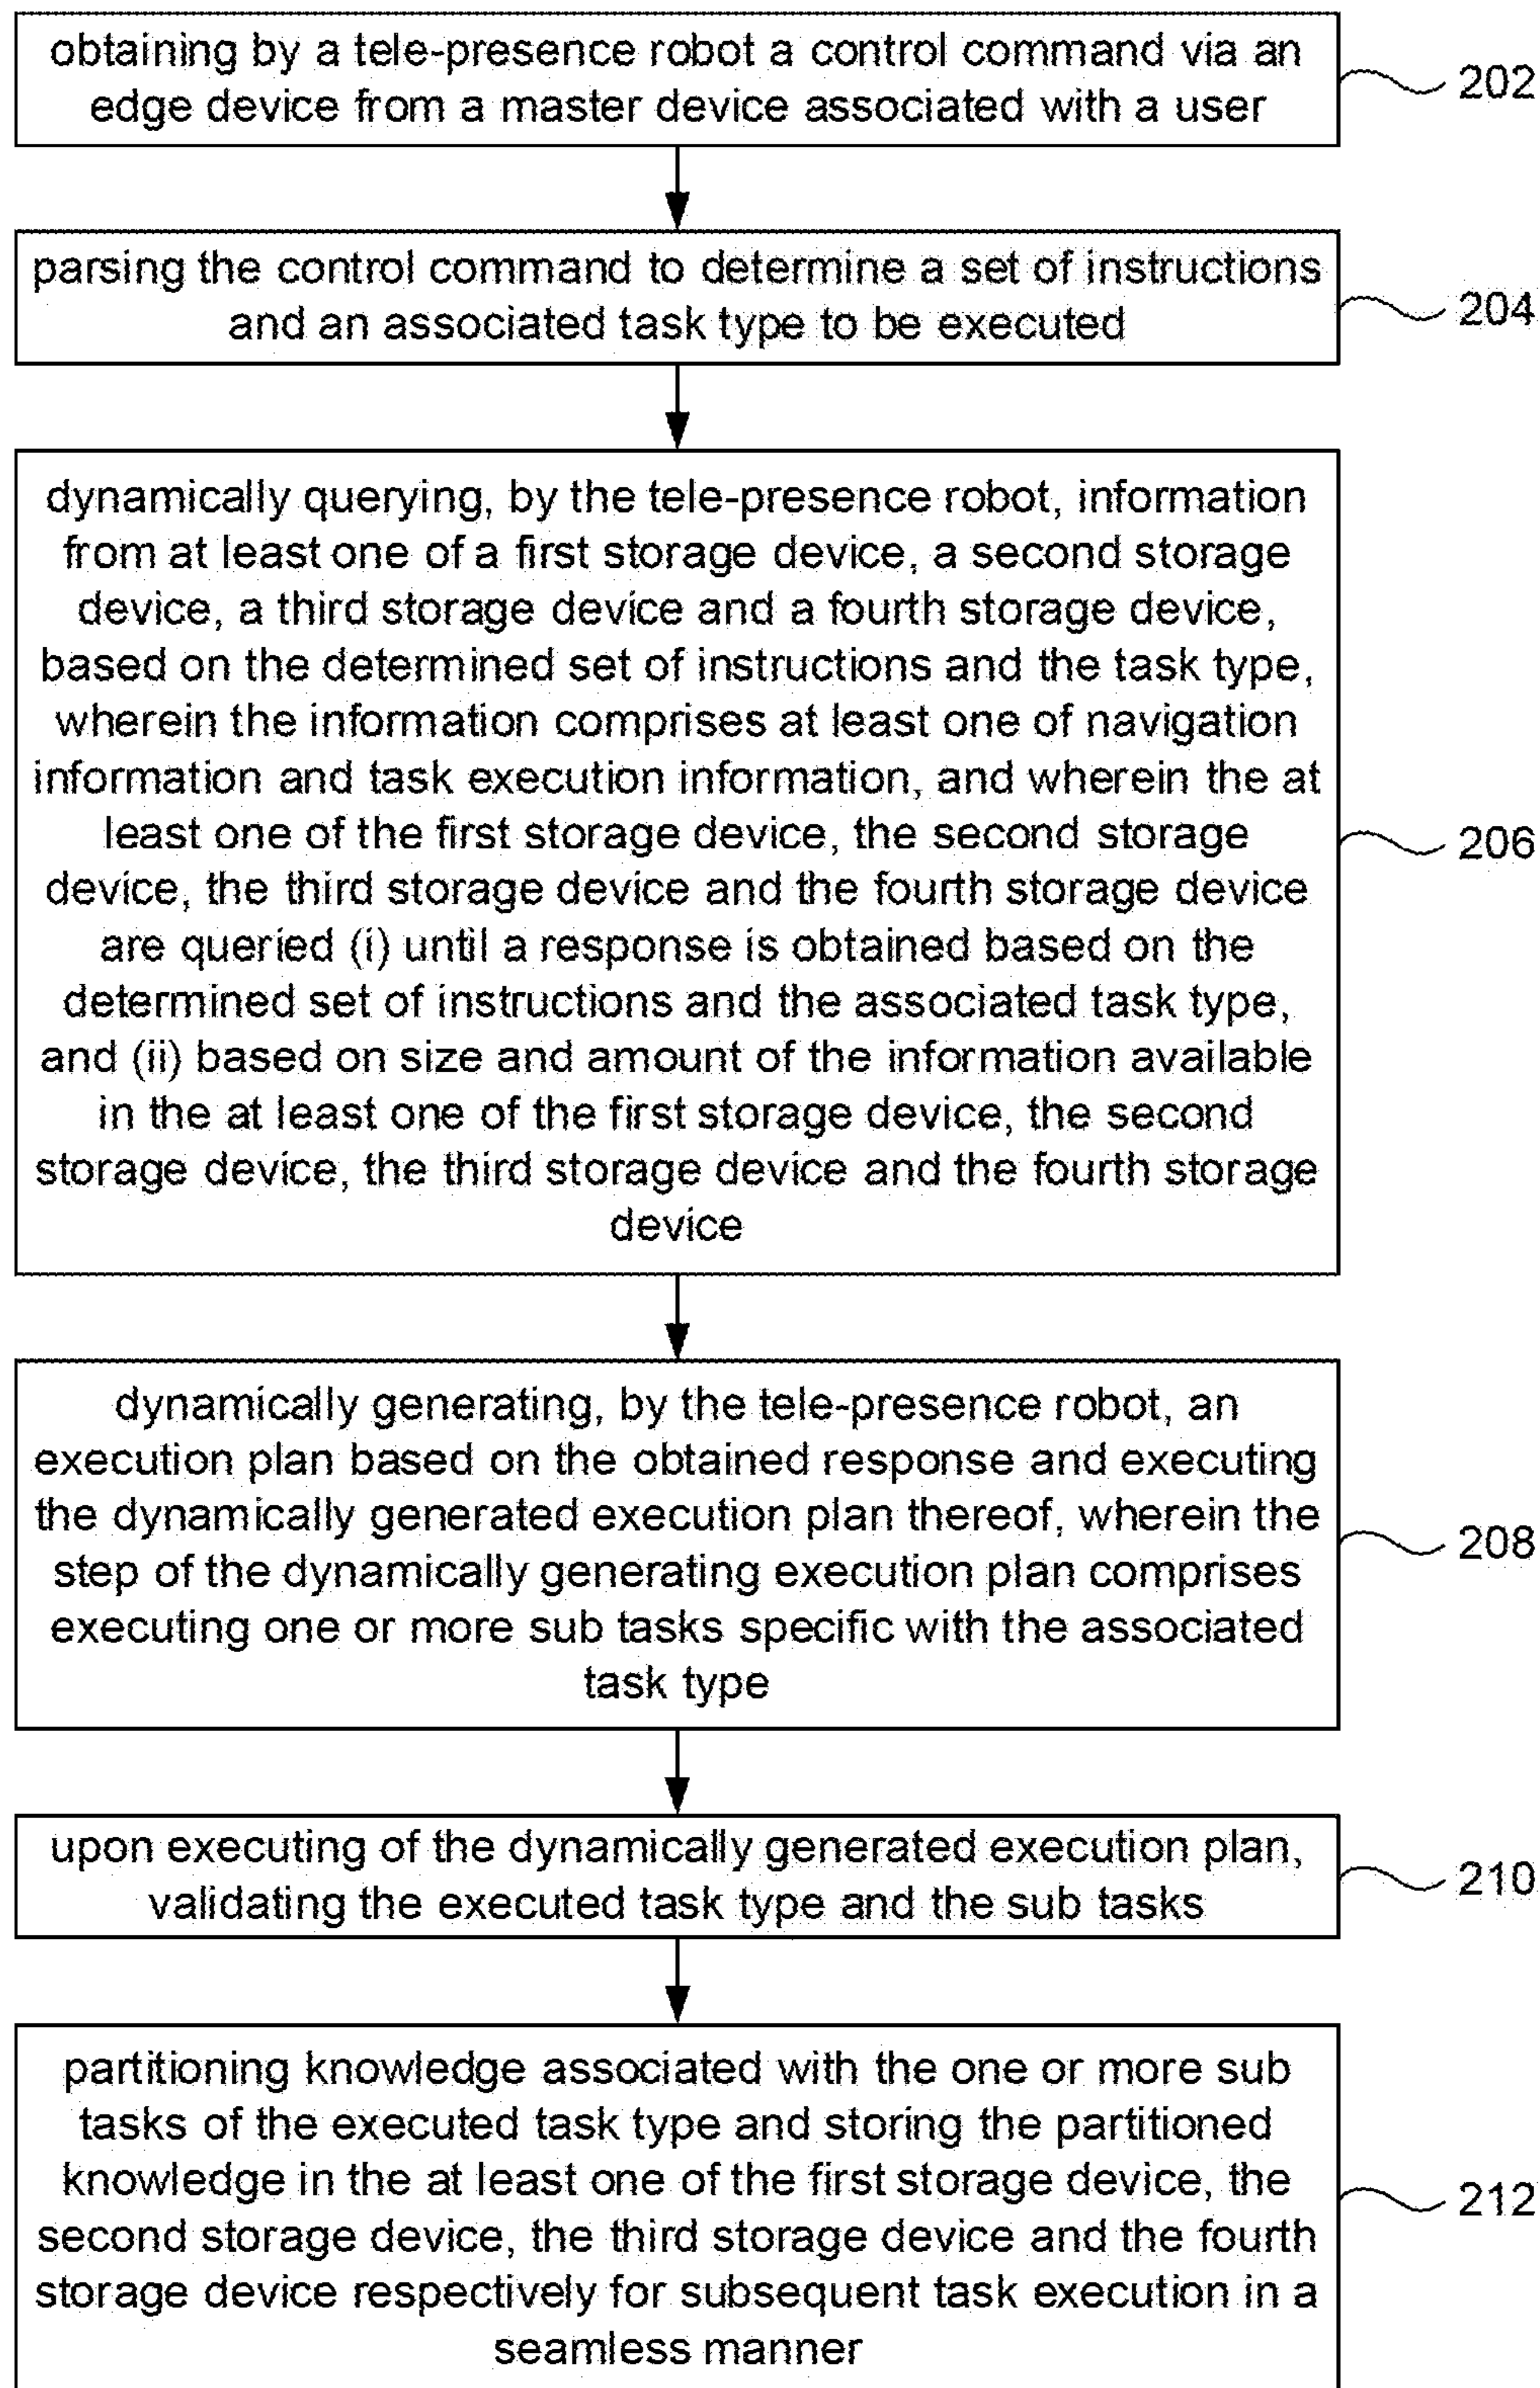 obtaining by a tele-presence robot a control command via an
edge device from a master device associated with a user
202
parsing the control command to determine a set of instructions
and an associated task type to be executed
204
dynamically querying, by the tele-presence robot, information
from at least one of a first storage device, a second storage
device, a third storage device and a fourth storage device,
based on the determined set of instructions and the task type,
wherein the information comprises at least one of navigation
information and task execution information, and wherein the at
least one of the first storage device, the second storage
device, the third storage device and the fourth storage device
are queried (i) until a response is obtained based on the
determined set of instructions and the associated task type,
and (ii) based on size and amount of the information available
in the at least one of the first storage device, the second
storage device, the third storage device and the fourth storage
device
206
dynamically generating, by the tele-presence robot, an
execution plan based on the obtained response and executing
the dynamically generated execution plan thereof, wherein the
step of the dynamically generating execution plan comprises
executing one or more sub tasks specific with the associated
task type
208
upon executing of the dynamically generated execution plan,
validating the executed task type and the sub tasks
210
partitioning knowledge associated with the one or more sub
tasks of the executed task type and storing the partitioned
knowledge in the at least one of the first storage device, the
second storage device, the third storage device and the fourth
storage device respectively for subsequent task execution in a
seamless manner
212